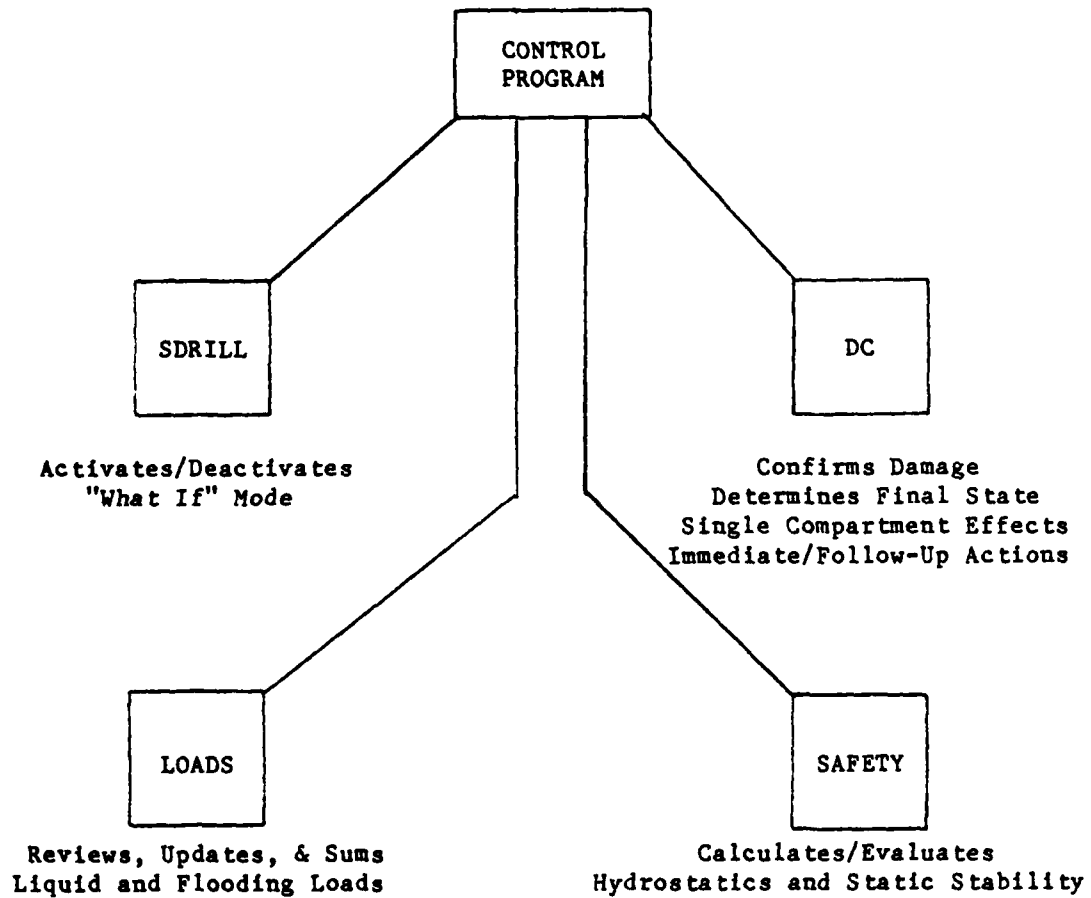 CONTROL
PROGRAM
SDRILL
DC
Activates/Deactivates
"What If" Mode
Confirms Damage
Determines Final State
Single Compartment Effects
Immediate/Follow-Up Actions
LOADS
SAFETY
Reviews, Updates, & Sums
Liquid and Flooding Loads
Calculates/Evaluates
Hydrostatics and Static Stability